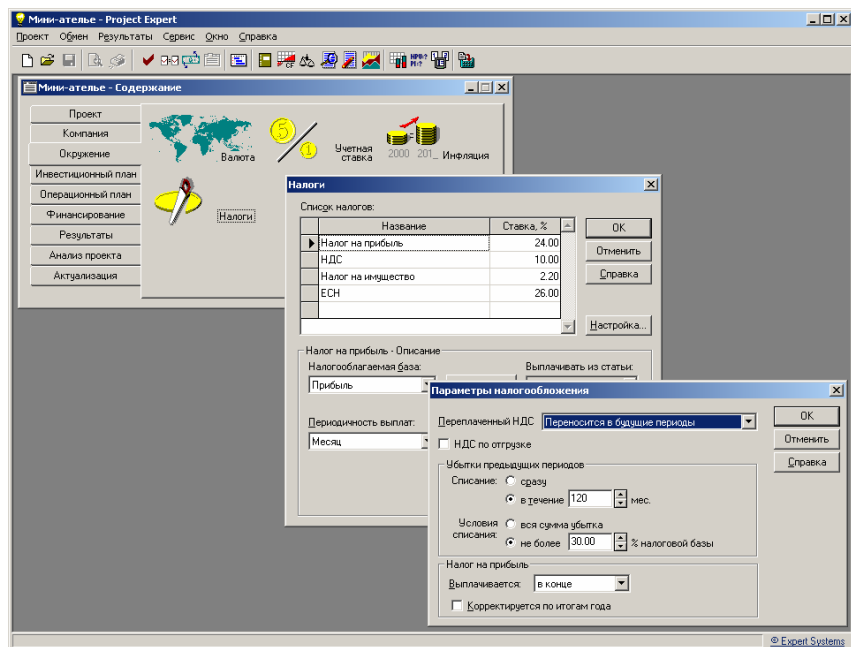 Мини-ателье - Project Expert
Проект Обмен Результаты Сервис Окно Справка
Мини-ателье - Содержание
Проект
Компания
Окружение
Инвестиционный план
Операционный план
Финансирование
Результаты
Анализ проекта
Актуализация
Валюта
5
1
Учетная ставка
2000 201_ Инфляция
Налоги
Налоги
Список налогов:
Название Ставка, %
Налог на прибыль 24.00
НДС 10.00
Налог на имущество 2.20
ЕСН 26.00
OK
Отменить
Справка
Настройка...
Налог на прибыль - Описание
Налогооблагаемая база: Выплачивать из статьи:
Прибыль
Периодичность выплат:
Месяц
Параметры налогообложения
Переплаченный НДС Переносится в будущие периоды
НДС по отгрузке
Убытки предыдущих периодов
Списание: сразу
в течение 120 мес.
Условия списания: вся сумма убытка
не более 30.00 % налоговой базы
Налог на прибыль
Выплачивается: в конце
Корректируется по итогам года
OK
Отменить
Справка
© Expert Systems